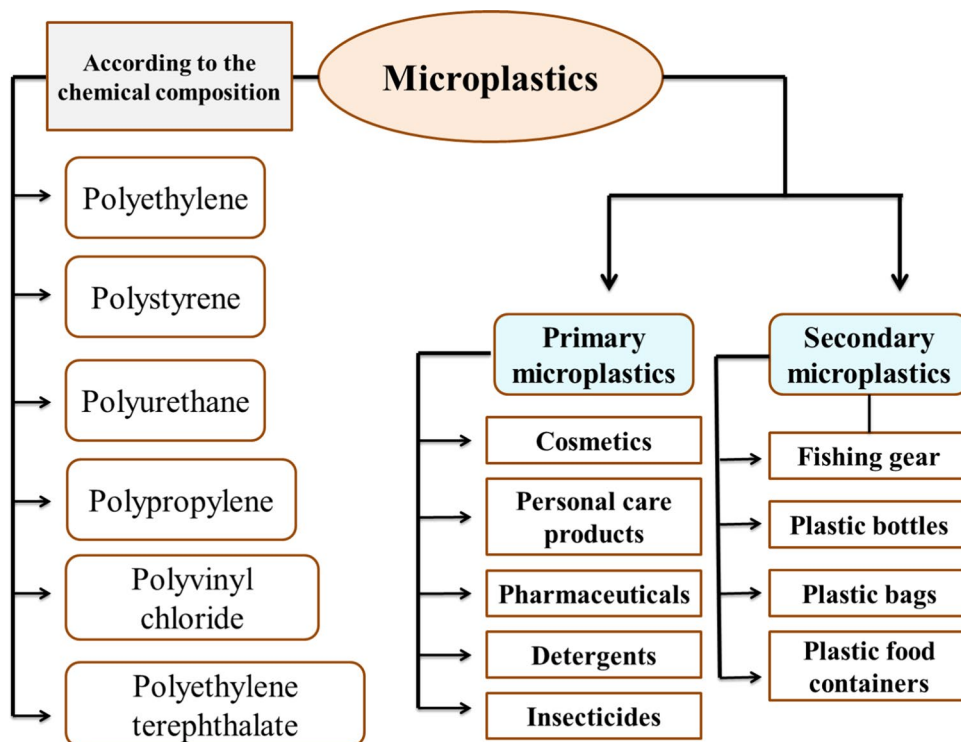 According to the
chemical composition
Microplastics
Polyethylene
Polystyrene
Polyurethane
Polypropylene
Polyvinyl
chloride
Polyethylene
terephthalate
Primary
microplastics
Cosmetics
Personal care
products
Pharmaceuticals
Detergents
Insecticides
Secondary
microplastics
Fishing gear
Plastic bottles
Plastic bags
Plastic food
containers